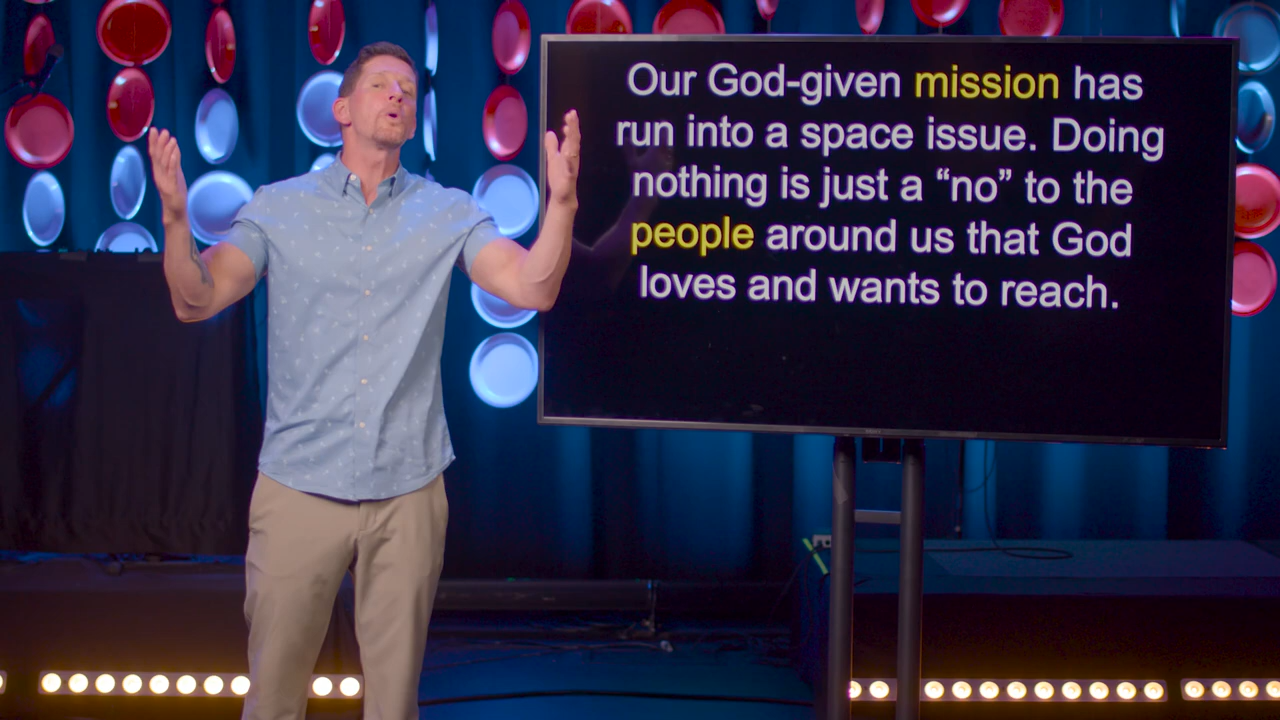 Our God-given mission has
run into a space issue. Doing
nothing is just a “no” to the
people around us that God
loves and wants to reach.